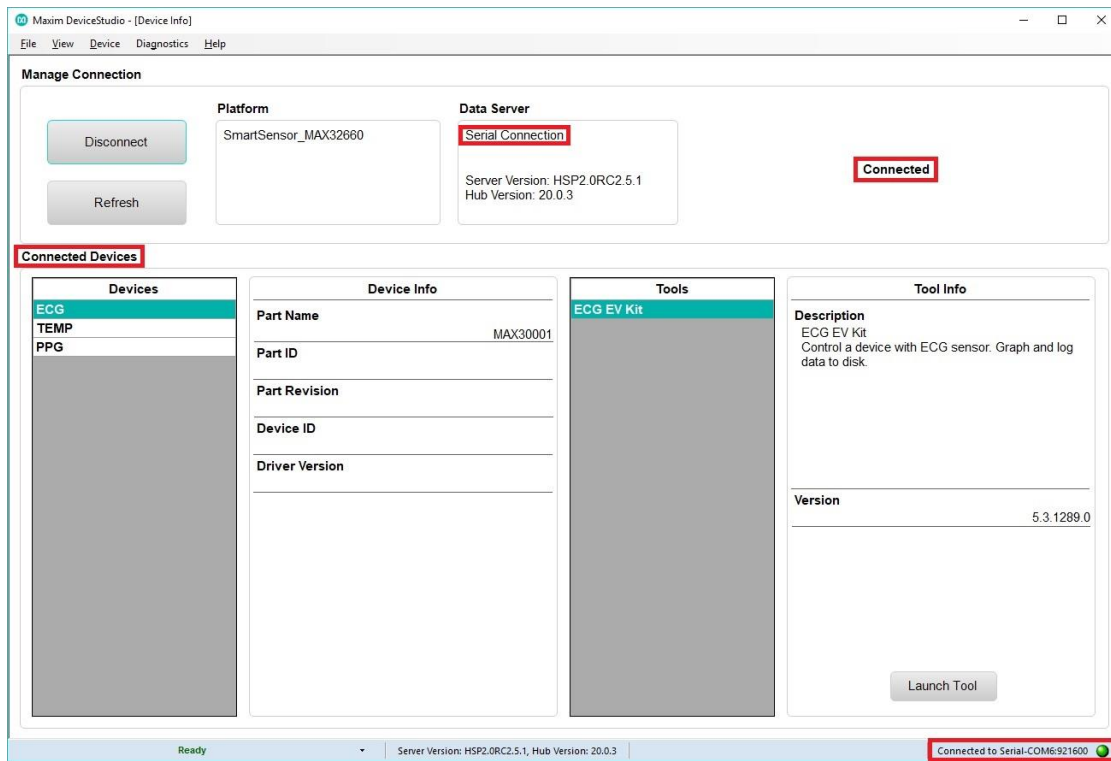 Maxim DeviceStudio - [Device Info]
File View Device Diagnostics Help
Manage Connection
Disconnect
Refresh
Platform
SmartSensor_MAX32660
Data Server
Serial Connection
Server Version: HSP2.0RC2.5.1
Hub Version: 20.0.3
Connected
Connected Devices
Devices
ECG
TEMP
PPG
Device Info
Part Name
MAX30001
Part ID
Part Revision
Device ID
Driver Version
Tools
ECG EV Kit
Tool Info
Description
ECG EV Kit
Control a device with ECG sensor. Graph and log
data to disk.
Version
5.3.1289.0
Launch Tool
Ready
Server Version: HSP2.0RC2.5.1, Hub Version: 20.0.3
Connected to Serial-COM6:921600